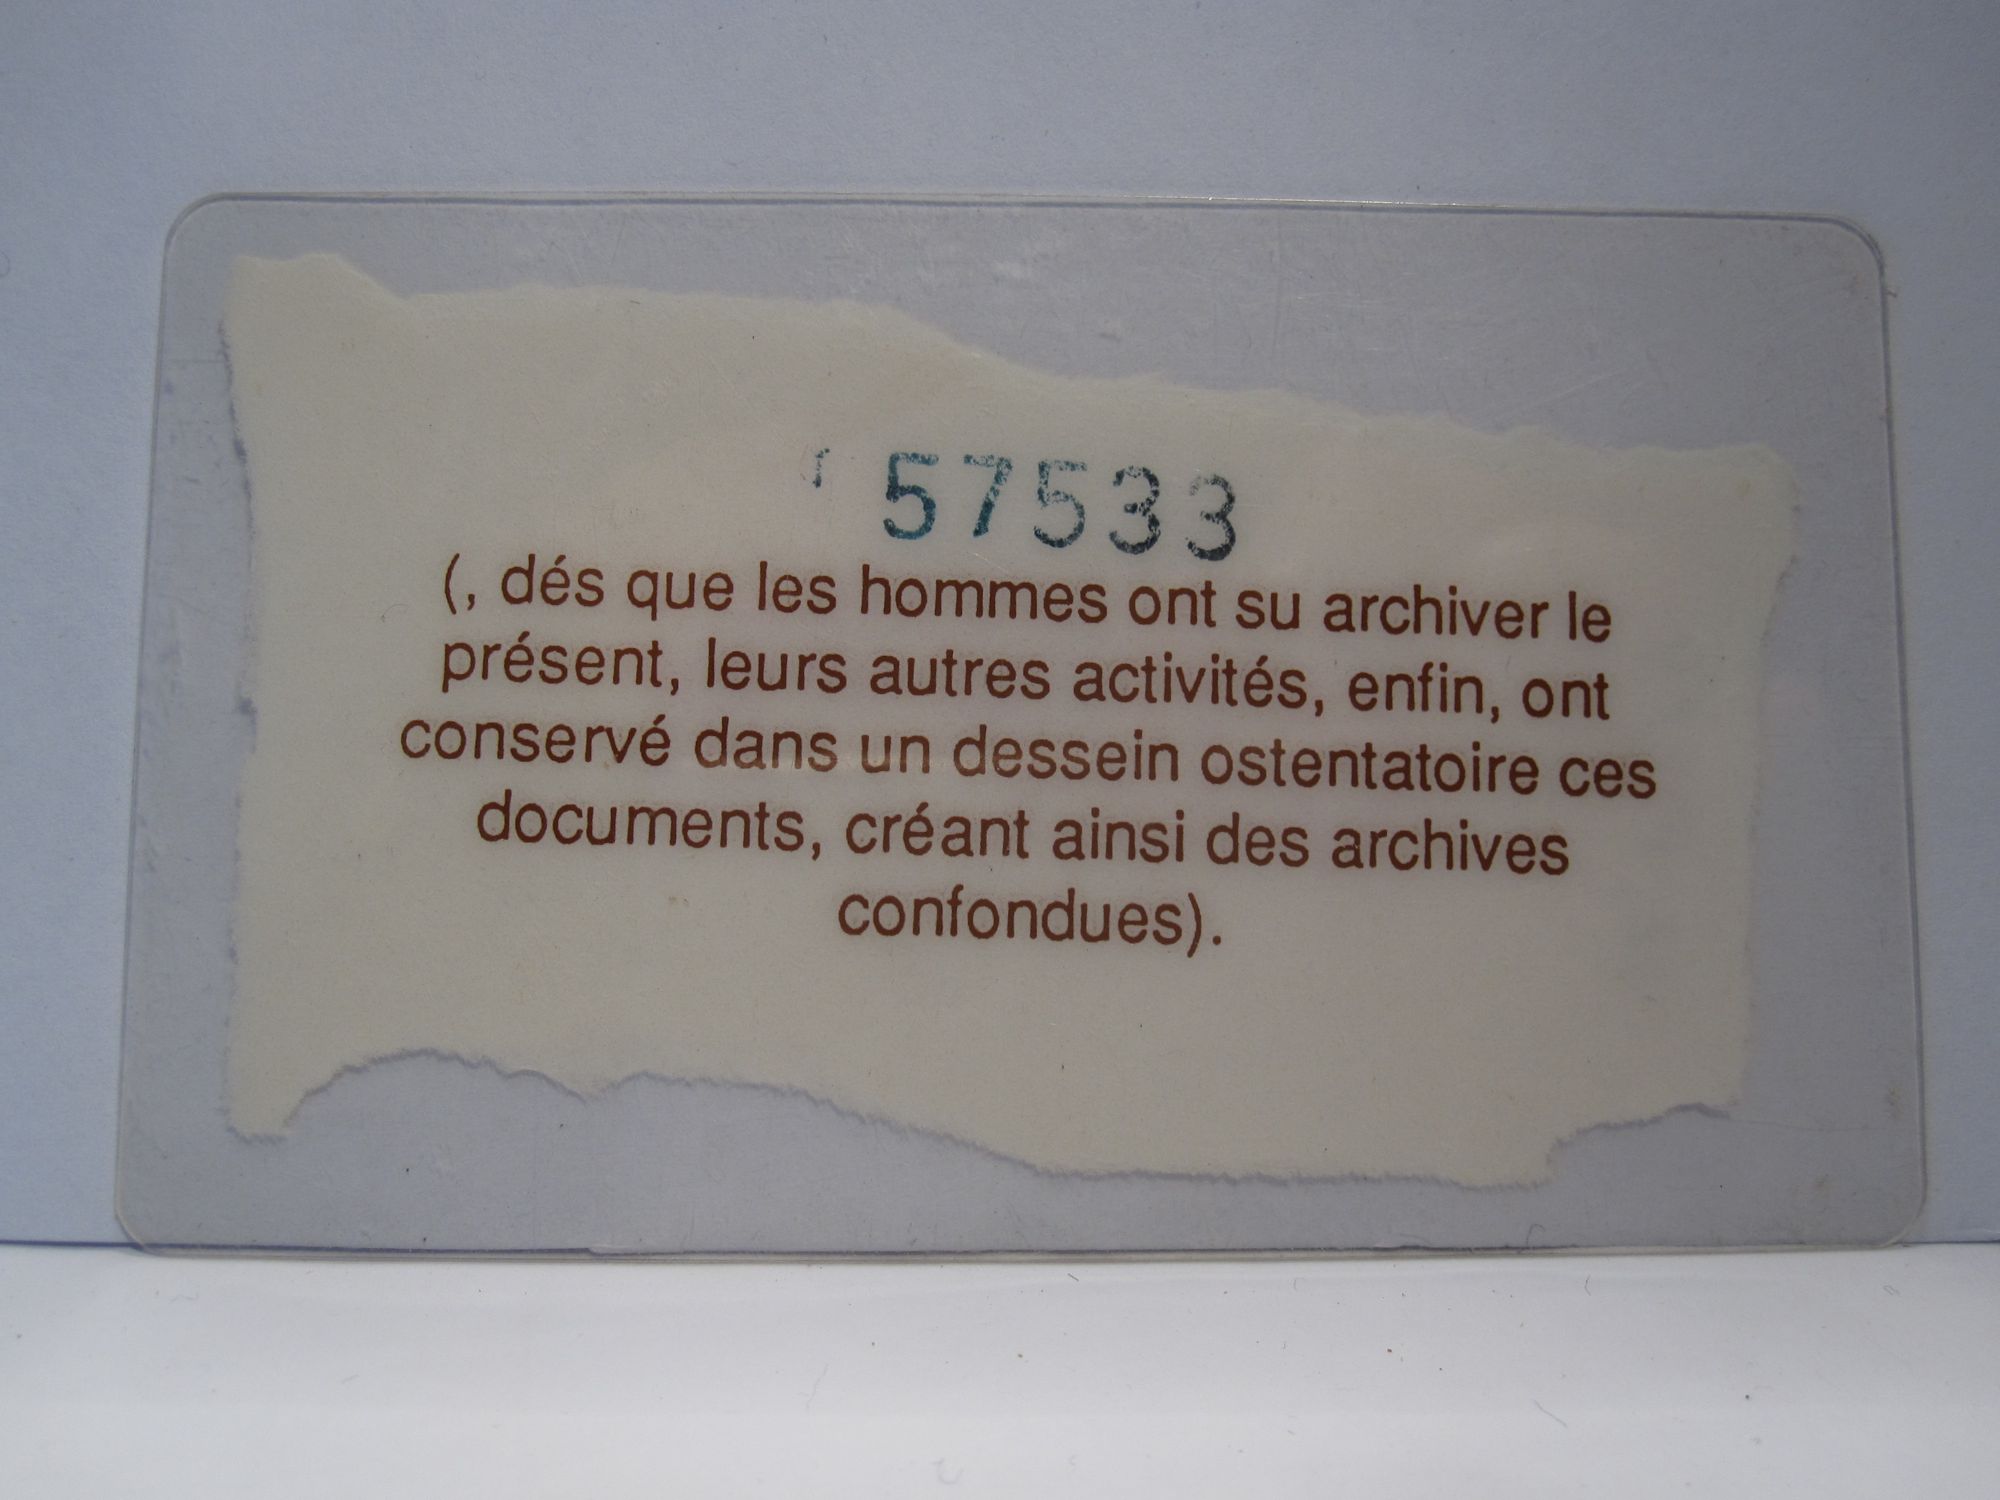 57533
(, dés que les hommes ont su archiver le
présent, leurs autres activités, enfin, ont
conservé dans un dessein ostentatoire ces
documents, créant ainsi des archives
confondues).